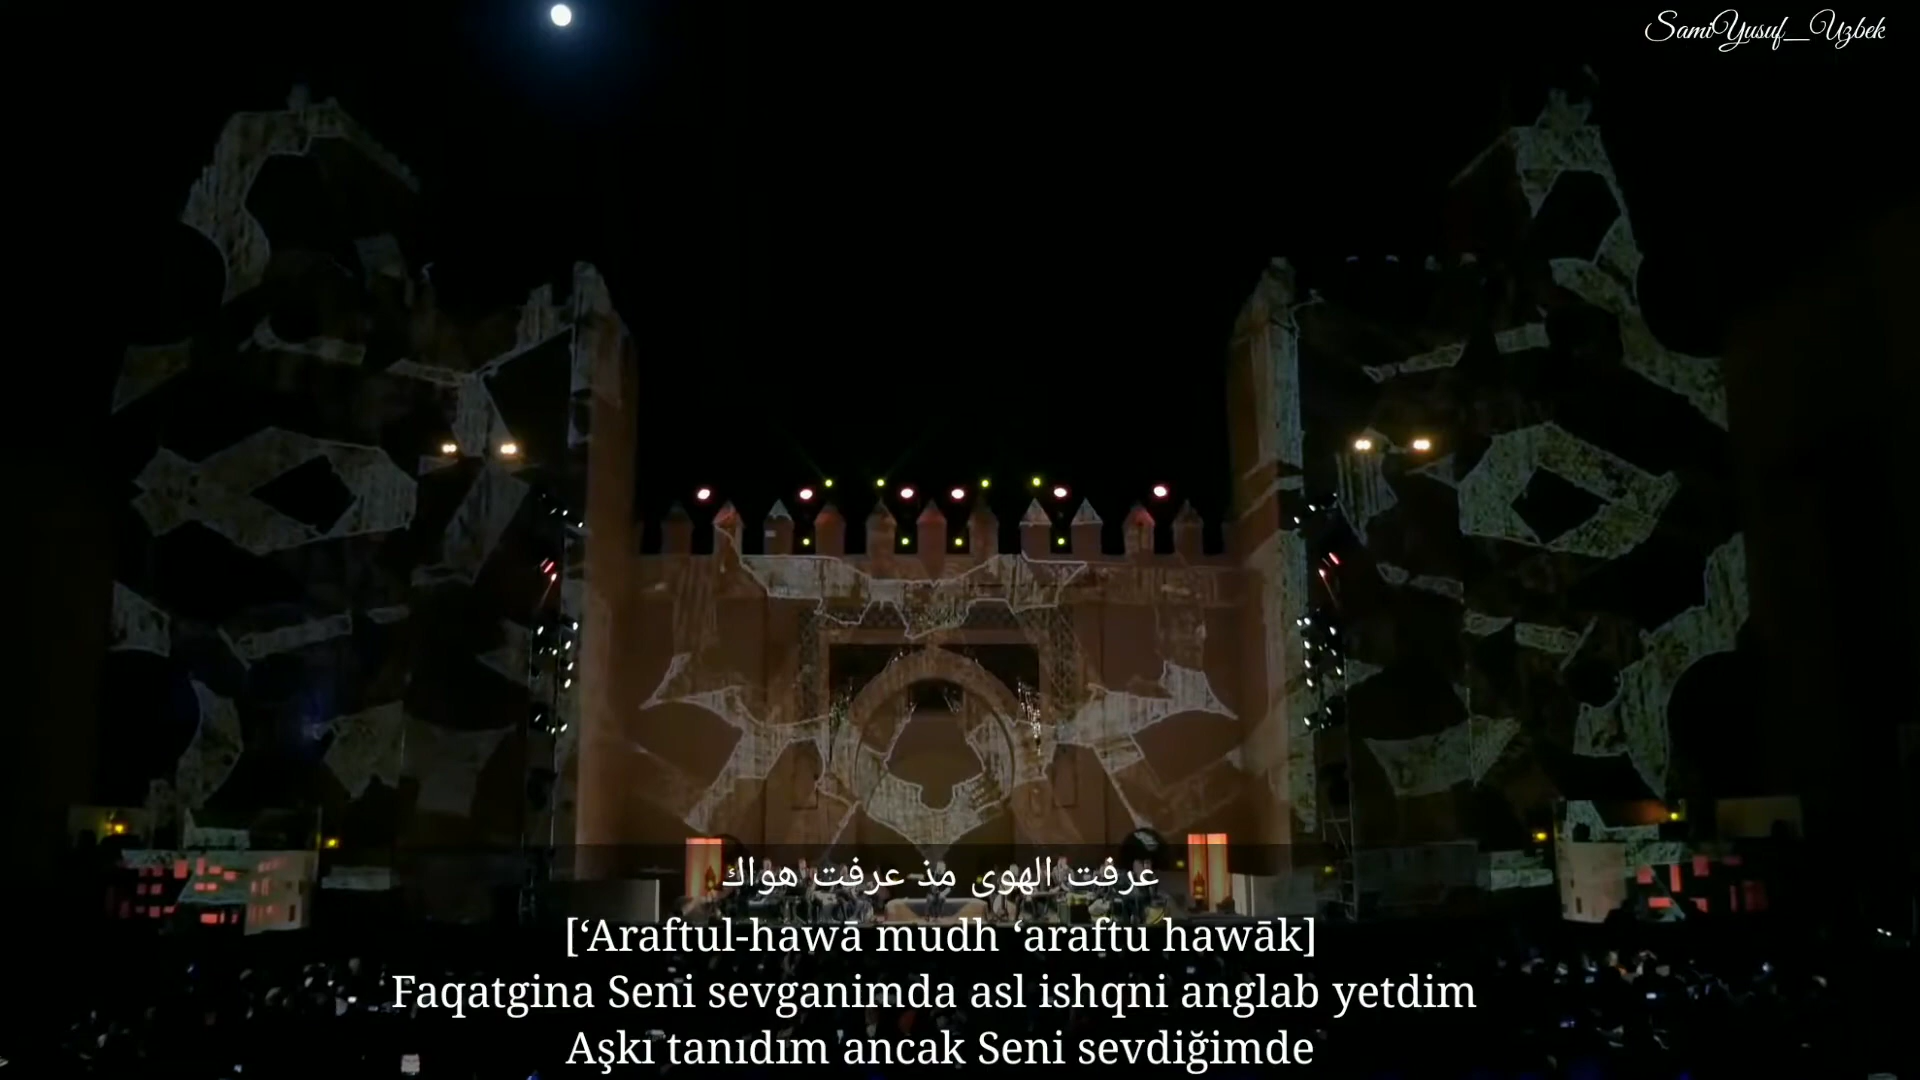 SamiYusuf_Uzbek
عرفت الهوى مذ عرفت هواك
[‘Araftul-hawā mudh ‘araftu hawāk]
Faqatgina Seni sevganimda asl ishqni anglab yetdim
Aşkı tanıdım ancak Seni sevdiğimde